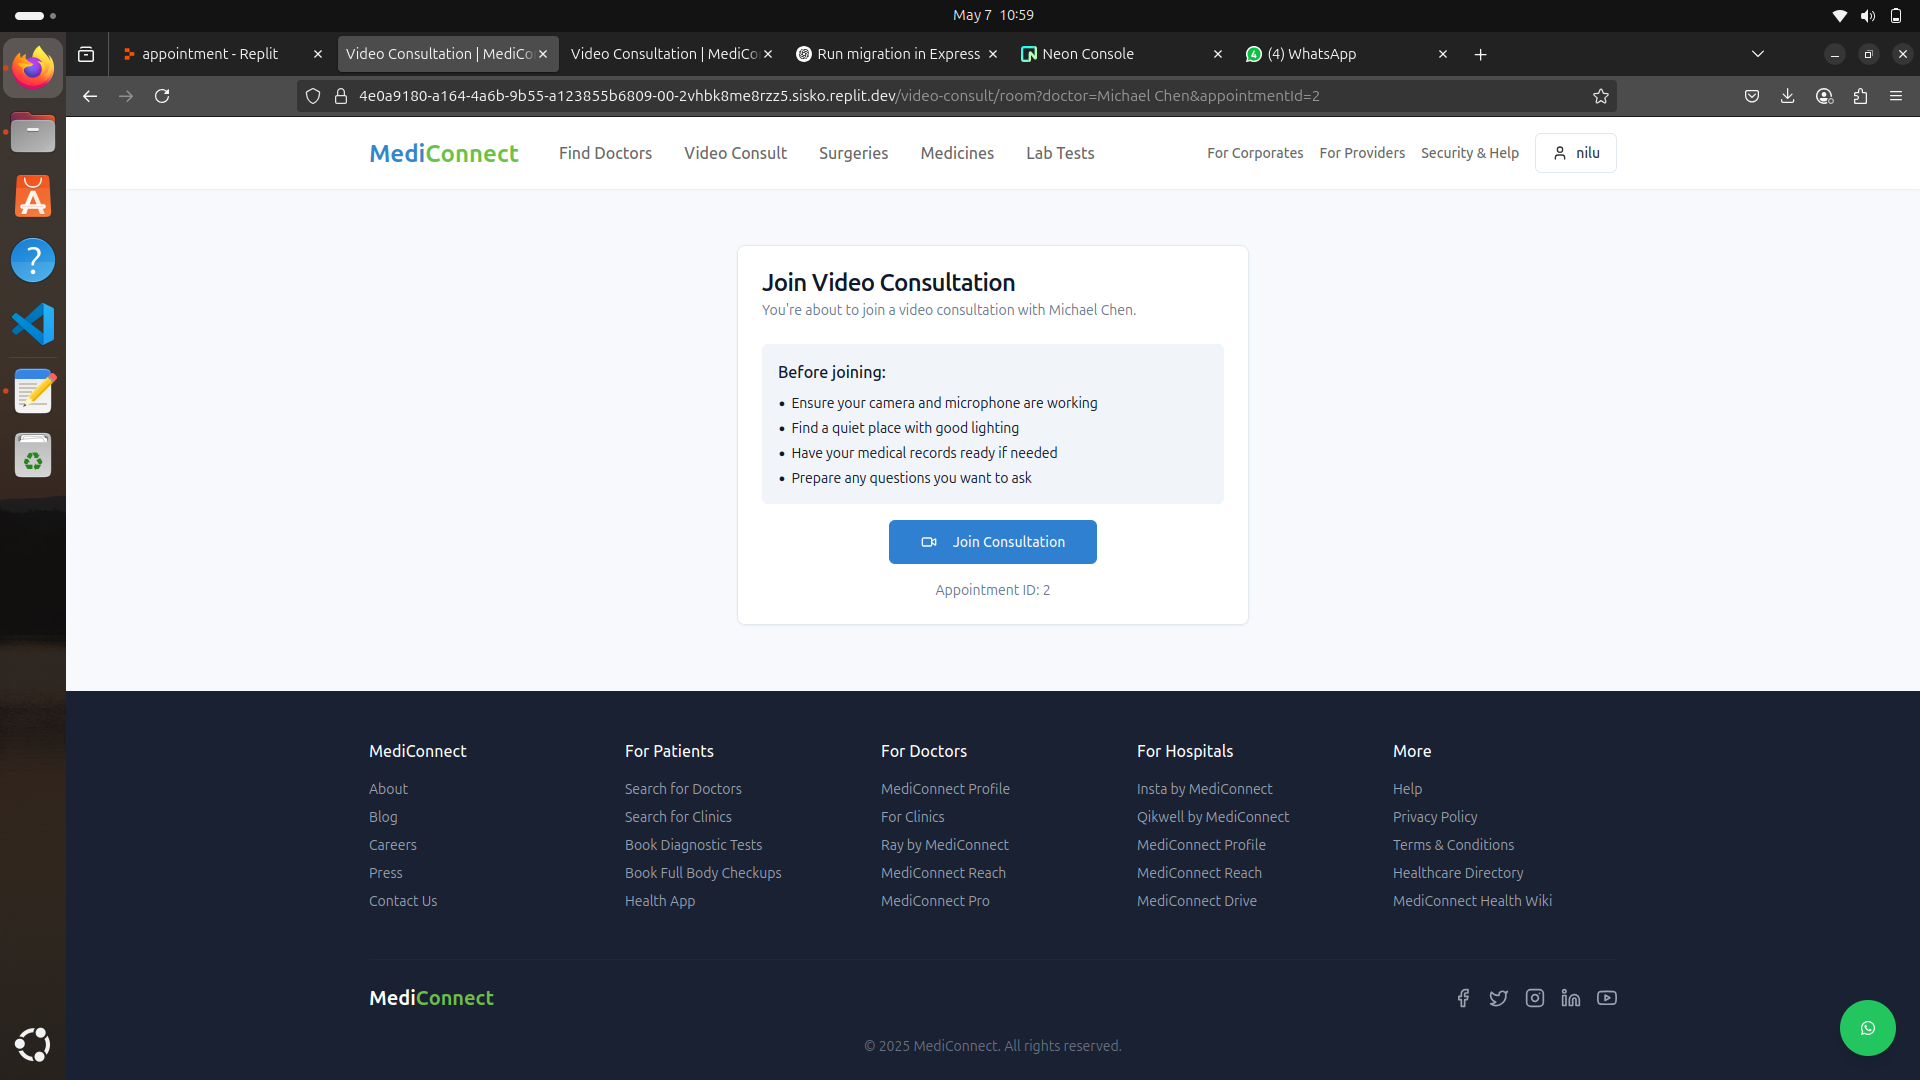 May 7 10:59
appointment - Replit
Video Consultation | MediCo
Video Consultation | MediCo
Run migration in Express
Neon Console
(4) WhatsApp
4e0a9180-a164-4a6b-9b55-a123855b6809-00-2vhbk8me8rzz5.sisko.replit.dev/video-consult/room?doctor=Michael Chen&appointmentId=2
MediConnect
Find Doctors
Video Consult
Surgeries
Medicines
Lab Tests
For Corporates
For Providers
Security & Help
nilu
Join Video Consultation
You're about to join a video consultation with Michael Chen.
Before joining:
• Ensure your camera and microphone are working
• Find a quiet place with good lighting
• Have your medical records ready if needed
• Prepare any questions you want to ask
Join Consultation
Appointment ID: 2
MediConnect
About
Blog
Careers
Press
Contact Us
For Patients
Search for Doctors
Search for Clinics
Book Diagnostic Tests
Book Full Body Checkups
Health App
For Doctors
MediConnect Profile
For Clinics
Ray by MediConnect
MediConnect Reach
MediConnect Pro
For Hospitals
Insta by MediConnect
Qikwell by MediConnect
MediConnect Profile
MediConnect Reach
MediConnect Drive
More
Help
Privacy Policy
Terms & Conditions
Healthcare Directory
MediConnect Health Wiki
MediConnect
© 2025 MediConnect. All rights reserved.